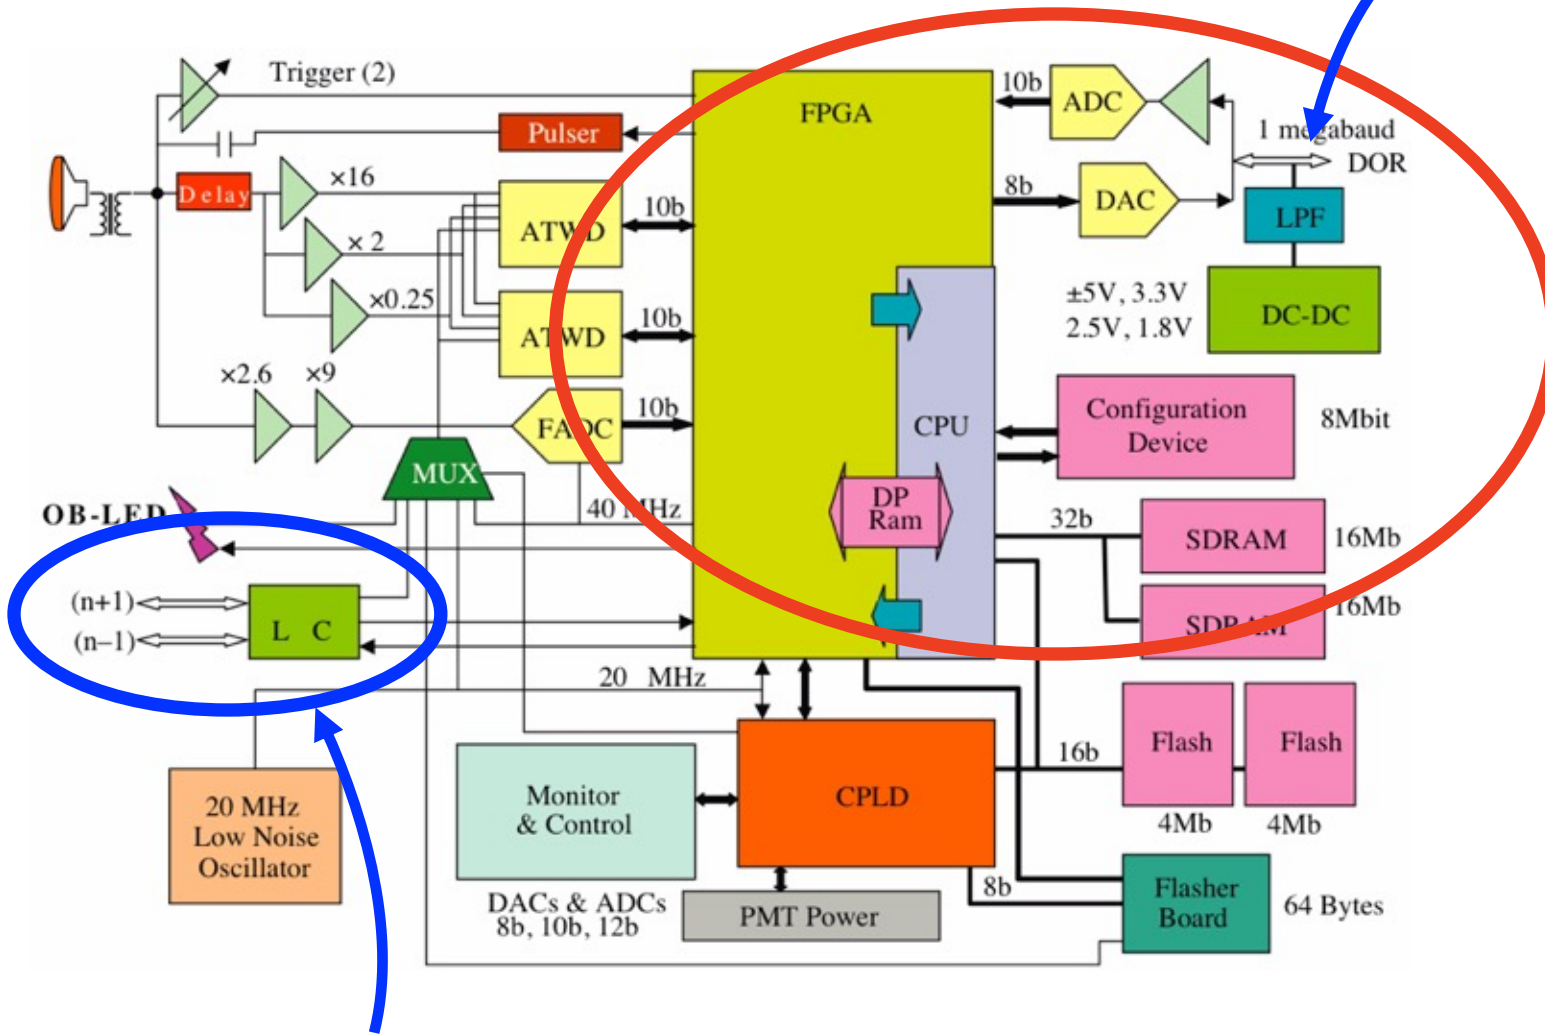 Trigger (2)
FPGA
10b
ADC
1 megabaud
DOR
Pulser
Delay
×16
8b
DAC
LPF
ATWD
10b
× 2
×0.25
±5V, 3.3V
2.5V, 1.8V
DC-DC
ATWD
10b
×2.6
×9
FADC
10b
CPU
Configuration
Device
8Mbit
MUX
DP
Ram
OB-LED
40 MHz
32b
SDRAM
16Mb
(n+1)
(n–1)
L C
SDRAM
16Mb
20 MHz
20 MHz
Low Noise
Oscillator
Monitor
& Control
CPLD
16b
Flash
Flash
4Mb
4Mb
DACs & ADCs
8b, 10b, 12b
PMT Power
8b
Flasher
Board
64 Bytes